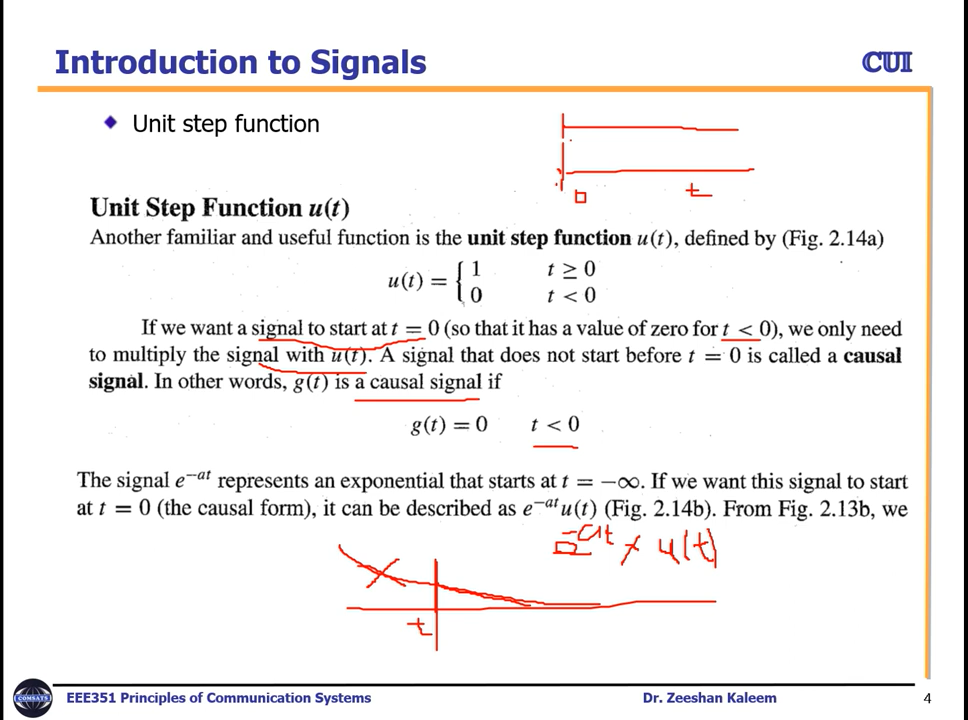 Introduction to Signals
CUI
Unit step function
0 t
Unit Step Function u(t)
Another familiar and useful function is the unit step function u(t), defined by (Fig. 2.14a)
u(t) = { 1 t ≥ 0
0 t < 0
If we want a signal to start at t = 0 (so that it has a value of zero for t < 0), we only need
to multiply the signal with u(t). A signal that does not start before t = 0 is called a causal
signal. In other words, g(t) is a causal signal if
g(t) = 0 t < 0
The signal e⁻ᵃᵗ represents an exponential that starts at t = −∞. If we want this signal to start
at t = 0 (the causal form), it can be described as e⁻ᵃᵗu(t) (Fig. 2.14b). From Fig. 2.13b, we
e⁻ᵃᵗ × u(t)
t
COMSATS
EEE351 Principles of Communication Systems
Dr. Zeeshan Kaleem
4